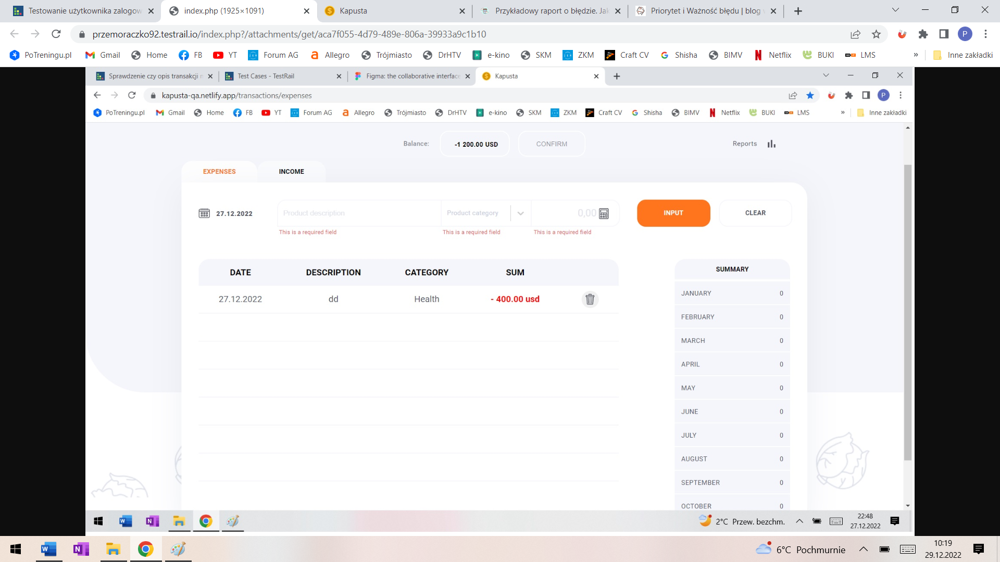 Testowanie użytkownika zalogow
index.php (1925×1091)
Kapusta
Przykładowy raport o błędzie. Jak
Priorytet i Ważność błędu | blog
przemoraczko92.testrail.io/index.php?/attachments/get/aca7f055-4d79-489e-806a-39933a9c1b10
P
PoTreningu.pl Gmail Home FB YT Forum AG Allegro Trójmiasto DrHTV e-kino SKM ZKM Craft CV Shisha BIMV Netflix BUKI LMS » Inne zakładki
Sprawdzenie czy opis transakcji
Test Cases - TestRail
Figma: the collaborative interface
Kapusta
kapusta-qa.netlify.app/transactions/expenses
P
PoTreningu.pl Gmail Home FB YT Forum AG Allegro Trójmiasto DrHTV e-kino SKM ZKM Craft CV Shisha BIMV Netflix BUKI LMS » Inne zakładki
Balance: -1 200.00 USD CONFIRM Reports
EXPENSES INCOME
27.12.2022 Product description Product category 0,00 INPUT CLEAR
This is a required field This is a required field This is a required field
DATE DESCRIPTION CATEGORY SUM
27.12.2022 dd Health - 400.00 usd
SUMMARY
JANUARY 0
FEBRUARY 0
MARCH 0
APRIL 0
MAY 0
JUNE 0
JULY 0
AUGUST 0
SEPTEMBER 0
OCTOBER 0
2°C Przew. bezchm. 22:48
27.12.2022
6°C Pochmurnie 10:19
29.12.2022